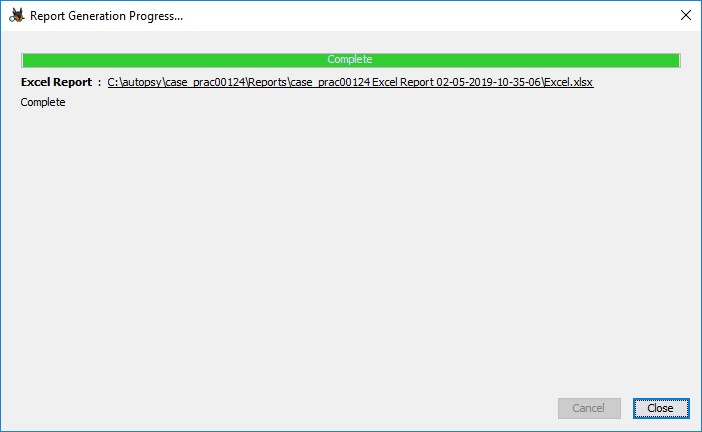 Report Generation Progress...
Complete
Excel Report : C:\autopsy\case_prac00124\Reports\case_prac00124 Excel Report 02-05-2019-10-35-06\Excel.xlsx
Complete
Cancel Close